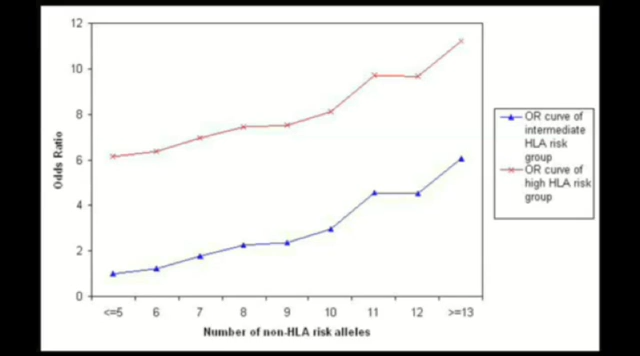 12
10
8
6
4
2
0
Odds Ratio
<=5 6 7 8 9 10 11 12 >=13
Number of non-HLA risk alleles
OR curve of
intermediate
HLA risk
group
OR curve of
high HLA risk
group